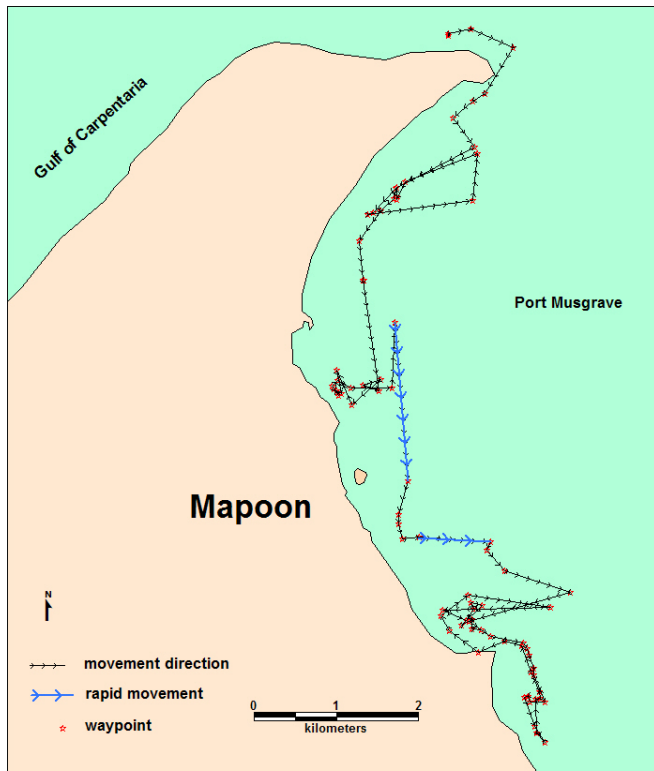 Gulf of Carpentaria
Port Musgrave
Mapoon
N
movement direction
rapid movement
waypoint
0 1 2
kilometers